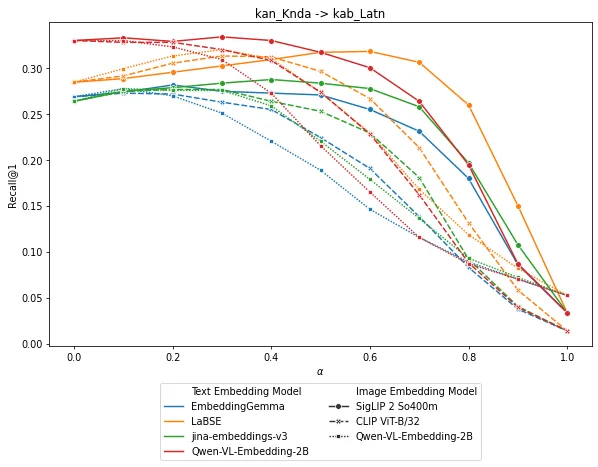 kan_Knda -> kab_Latn
Recall@1
0.30
0.25
0.20
0.15
0.10
0.05
0.00
0.0 0.2 0.4 0.6 0.8 1.0
α
Text Embedding Model Image Embedding Model
EmbeddingGemma SigLIP 2 So400m
LaBSE CLIP ViT-B/32
jina-embeddings-v3 Qwen-VL-Embedding-2B
Qwen-VL-Embedding-2B